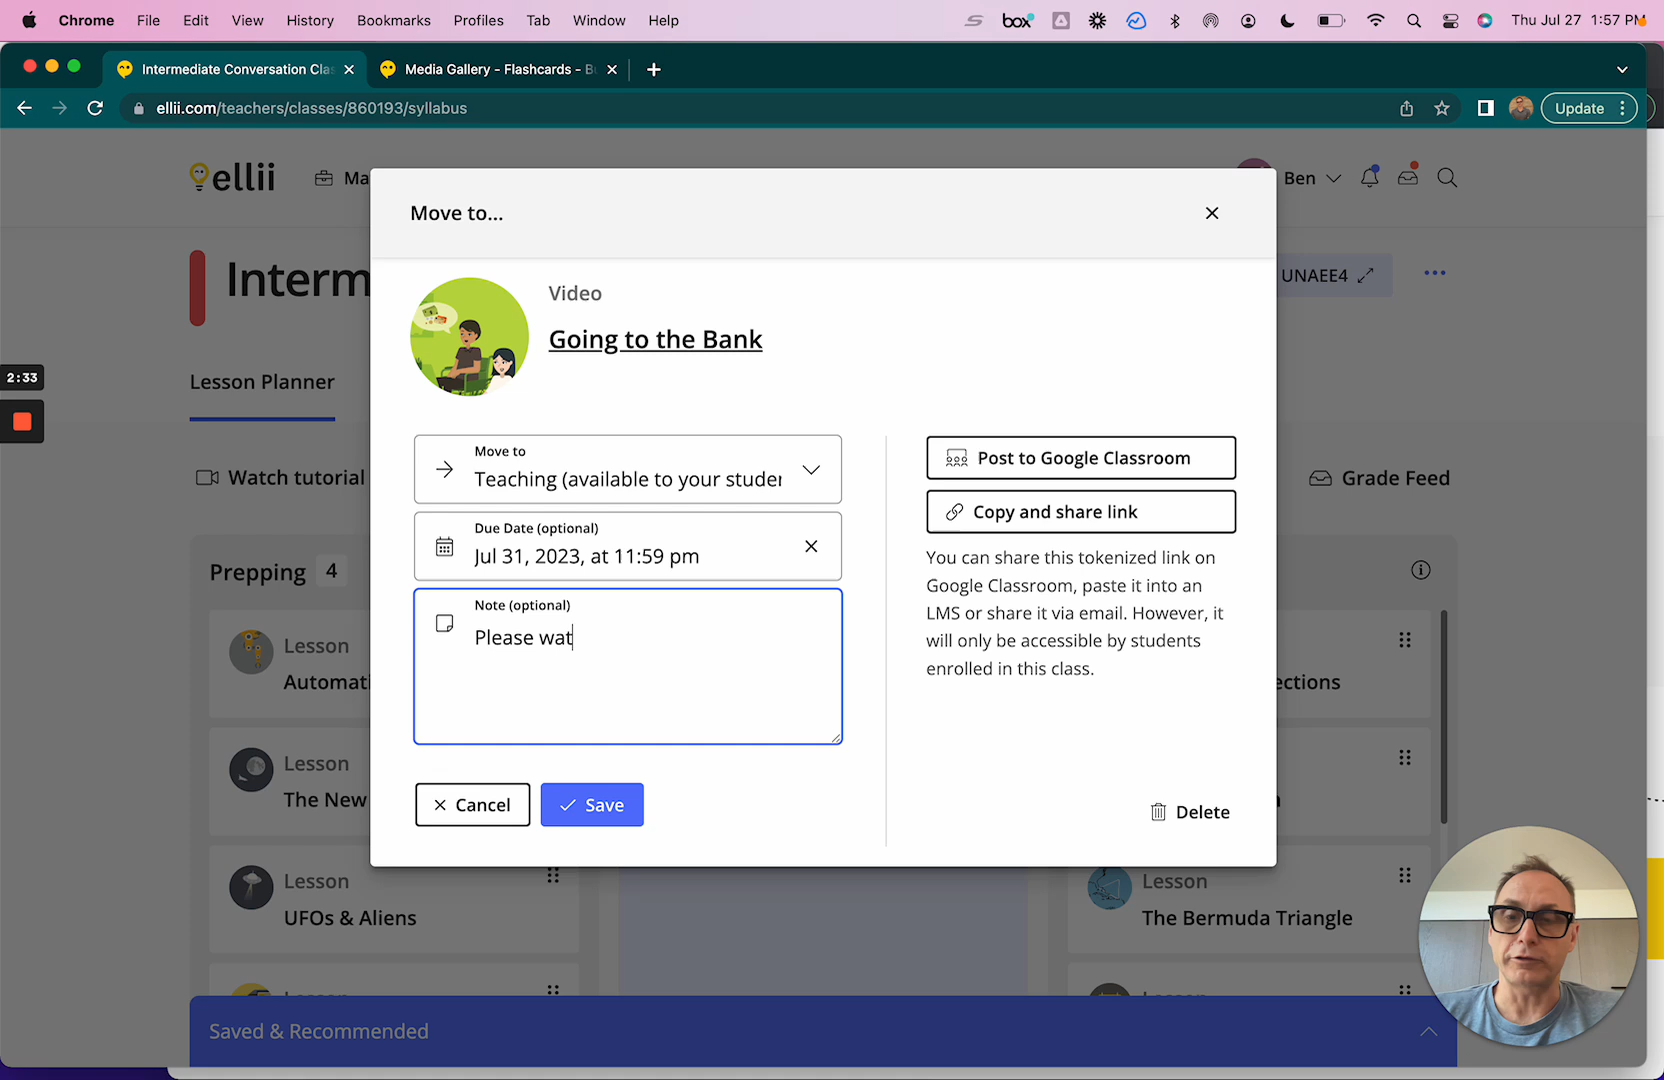 Chrome File Edit View History Bookmarks Profiles Tab Window Help
box
Thu Jul 27 1:57 PM
Intermediate Conversation Cla
Media Gallery - Flashcards - B
ellii.com/teachers/classes/860193/syllabus
Update
ellii
Ma
Ben
Move to...
Interm
UNAEE4
Video
Going to the Bank
2:33
Lesson Planner
Move to
Teaching (available to your studen
Post to Google Classroom
Watch tutorial
Grade Feed
Copy and share link
Due Date (optional)
Jul 31, 2023, at 11:59 pm
You can share this tokenized link on
Google Classroom, paste it into an
LMS or share it via email. However, it
will only be accessible by students
enrolled in this class.
Prepping 4
Note (optional)
Please wat
Lesson
Automati
ections
Lesson
The New
Cancel
Save
Delete
Lesson
UFOs & Aliens
Lesson
The Bermuda Triangle
Saved & Recommended